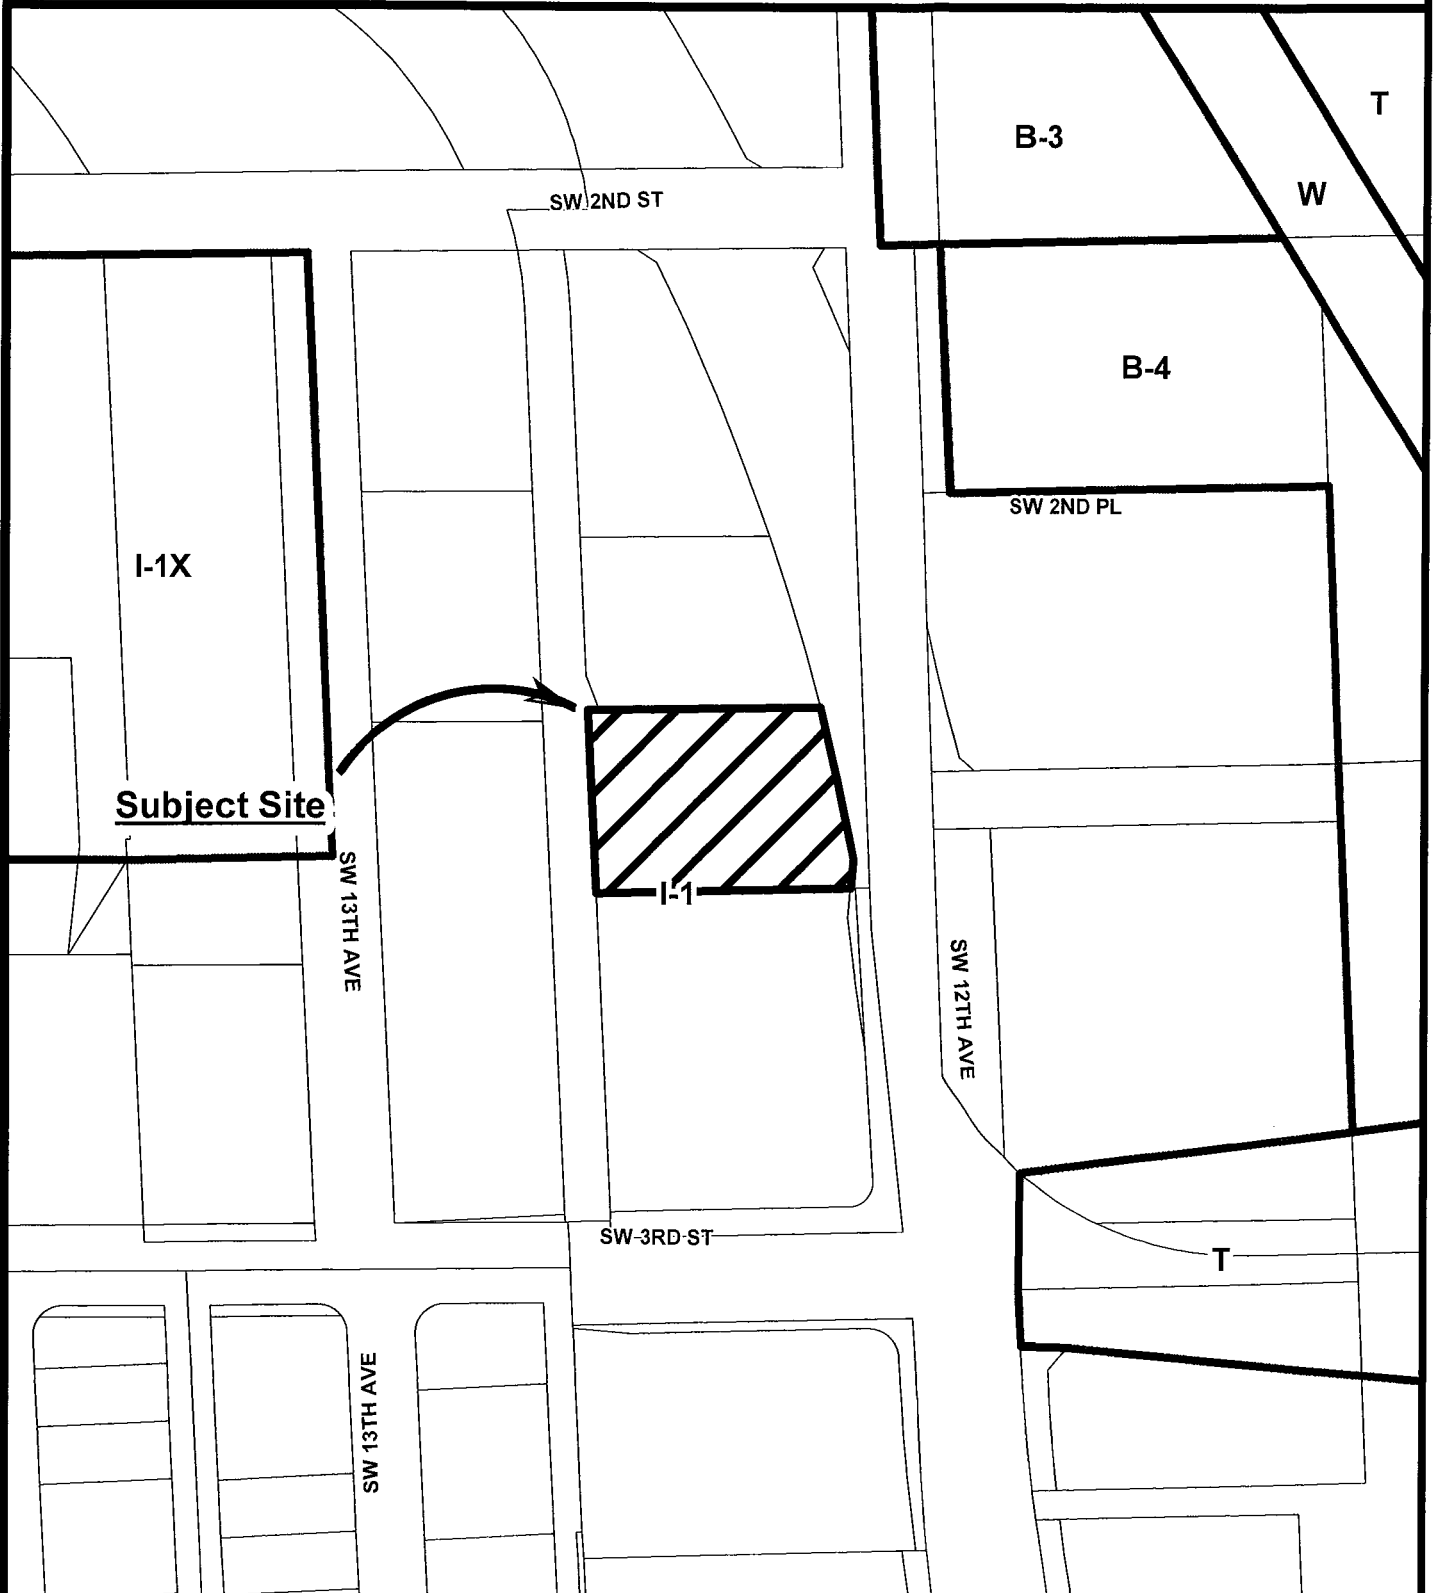 T
B-3
W
SW 2ND ST
B-4
SW 2ND PL
I-1X
Subject Site
I-1
SW 13TH AVE
SW 12TH AVE
SW 3RD ST
T
SW 13TH AVE